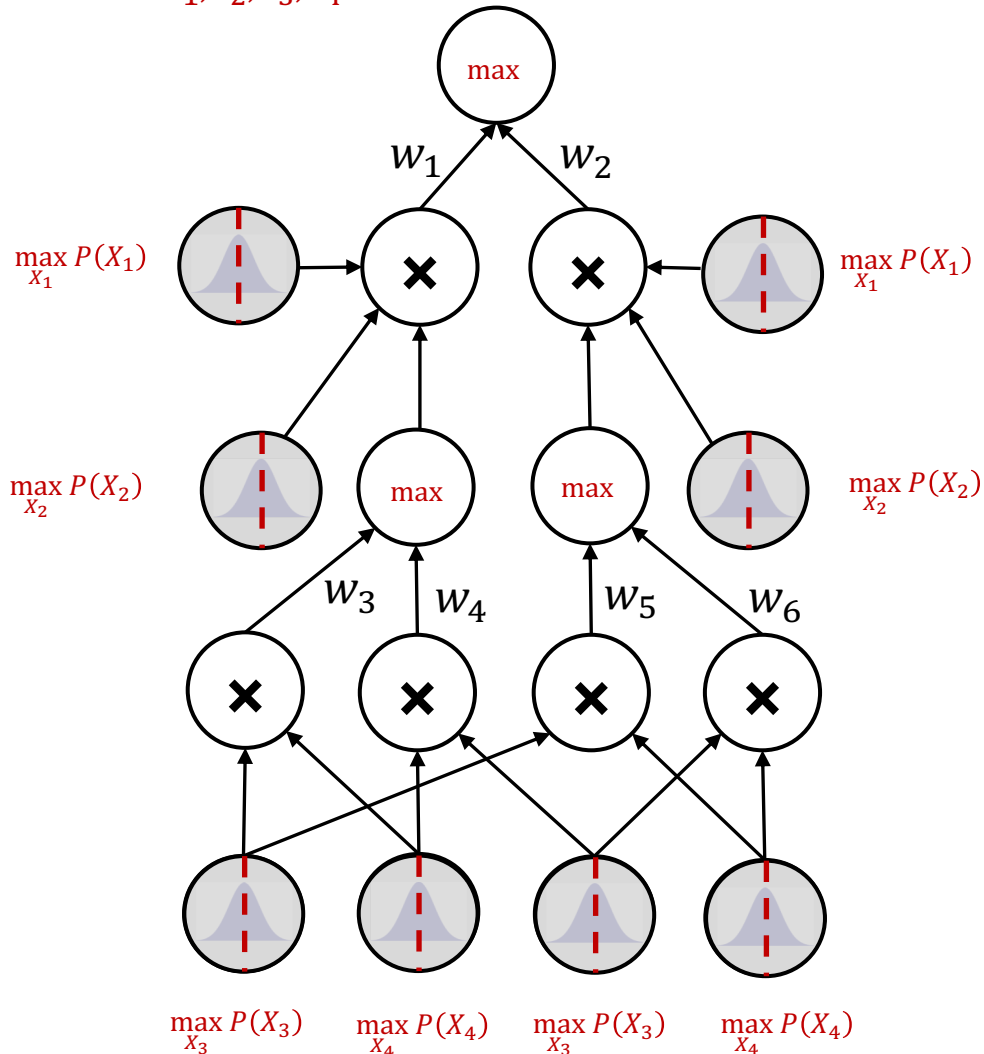 max
w₁ w₂
max P(X₁)
X₁
×
×
max P(X₁)
X₁
max P(X₂)
X₂
max
max
max P(X₂)
X₂
w₃ w₄ w₅ w₆
× × × ×
max P(X₃)
X₃
max P(X₄)
X₄
max P(X₃)
X₃
max P(X₄)
X₄